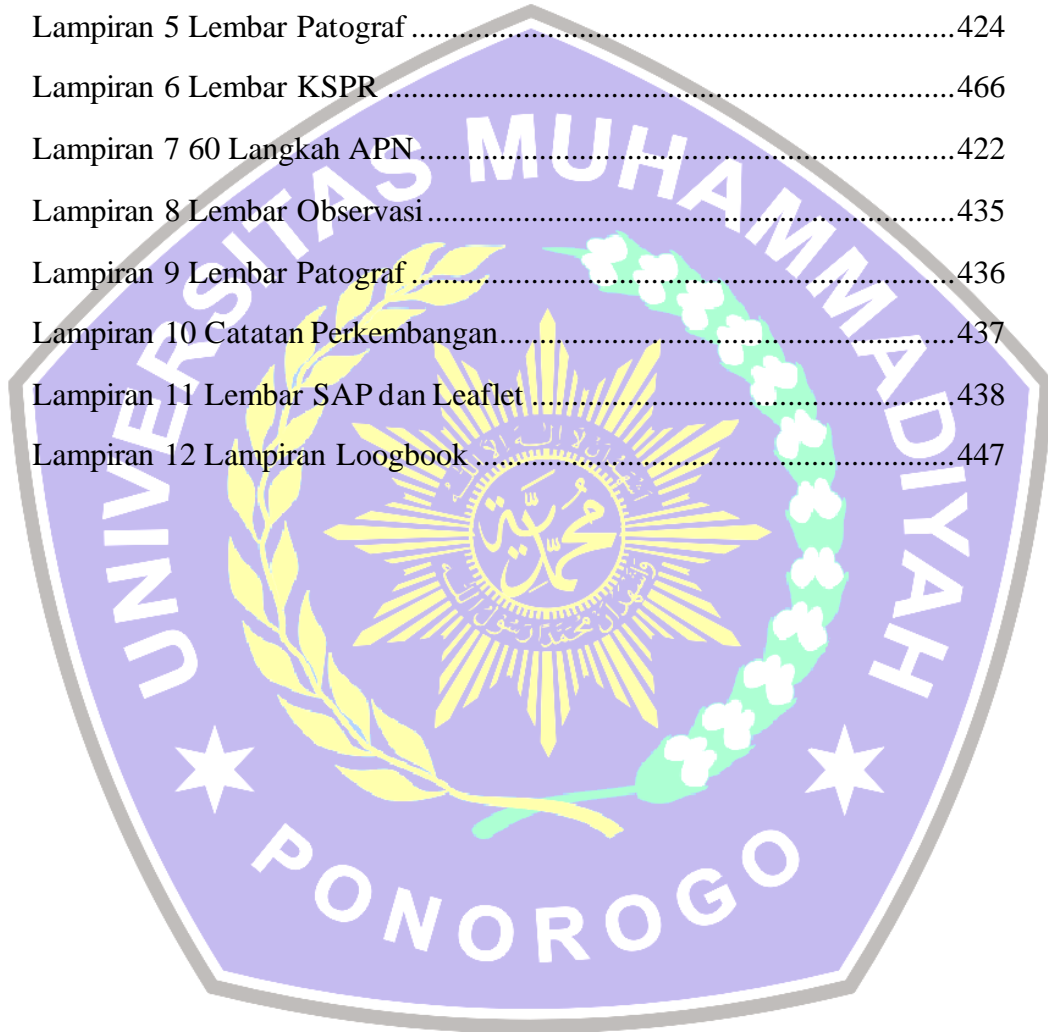 Lampiran 5 Lembar Patograf ..........................................................424
Lampiran 6 Lembar KSPR ..............................................................466
Lampiran 7 60 Langkah APN ..........................................................422
Lampiran 8 Lembar Observasi .........................................................435
Lampiran 9 Lembar Patograf ..........................................................436
Lampiran 10 Catatan Perkembangan..................................................437
Lampiran 11 Lembar SAP dan Leaflet ..............................................438
Lampiran 12 Lampiran Loogbook .....................................................447
UNIVERSITAS MUHAMMADIYAH
PONOROGO
محمدية